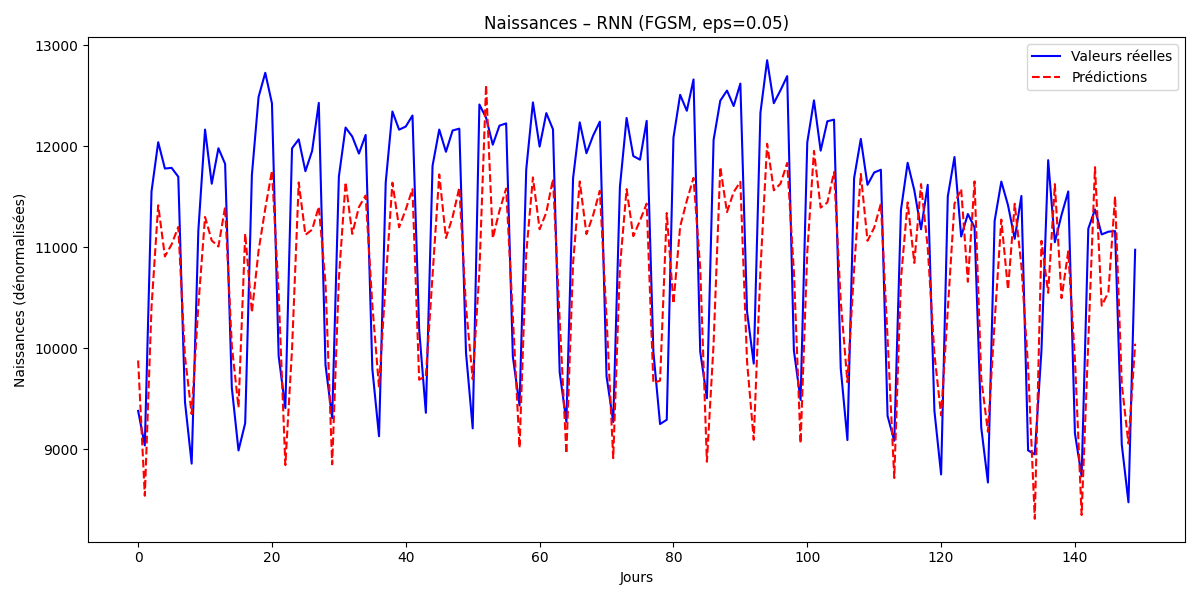 Naissances – RNN (FGSM, eps=0.05)
Valeurs réelles
Prédictions
Naissances (dénormalisées)
13000
12000
11000
10000
9000
0 20 40 60 80 100 120 140
Jours